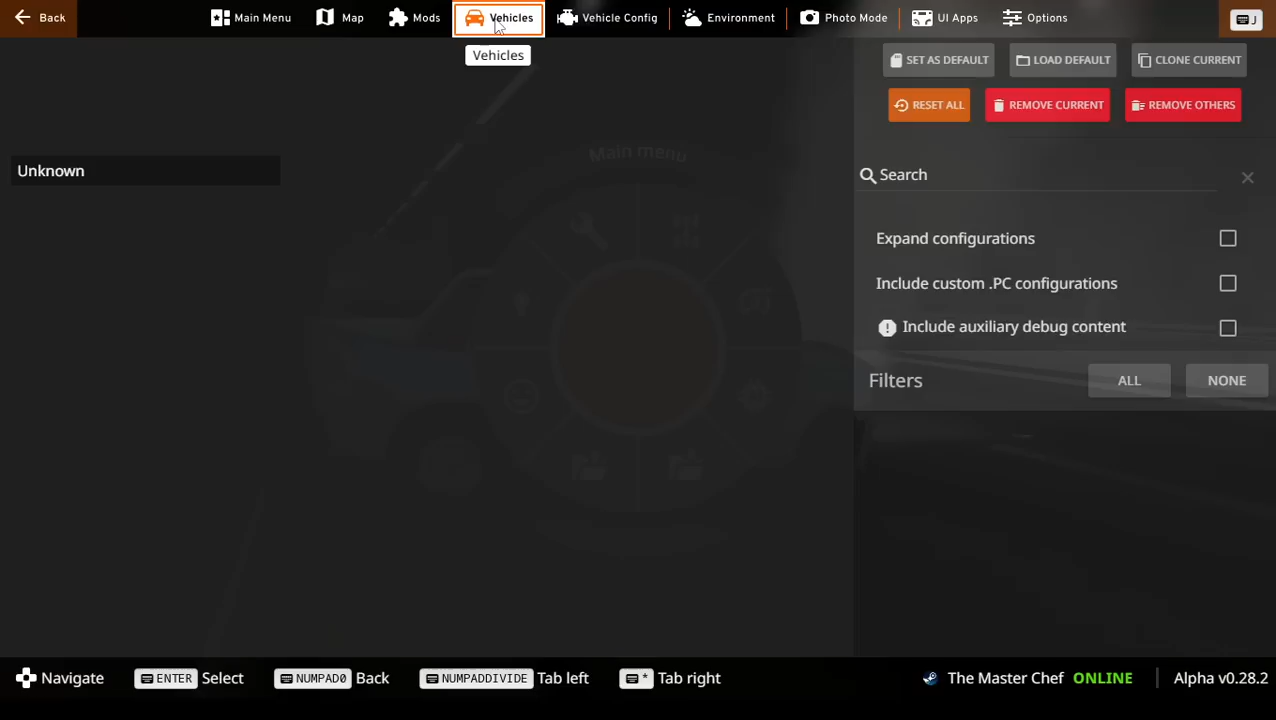 Back
Main Menu
Map
Mods
Vehicles
Vehicle Config
Environment
Photo Mode
UI Apps
Options
J
Vehicles
SET AS DEFAULT
LOAD DEFAULT
CLONE CURRENT
RESET ALL
REMOVE CURRENT
REMOVE OTHERS
Main menu
Unknown
Search
Expand configurations
Include custom .PC configurations
Include auxiliary debug content
Filters
ALL
NONE
Navigate
ENTER Select
NUMPAD0 Back
NUMPADDIVIDE Tab left
* Tab right
The Master Chef ONLINE
Alpha v0.28.2